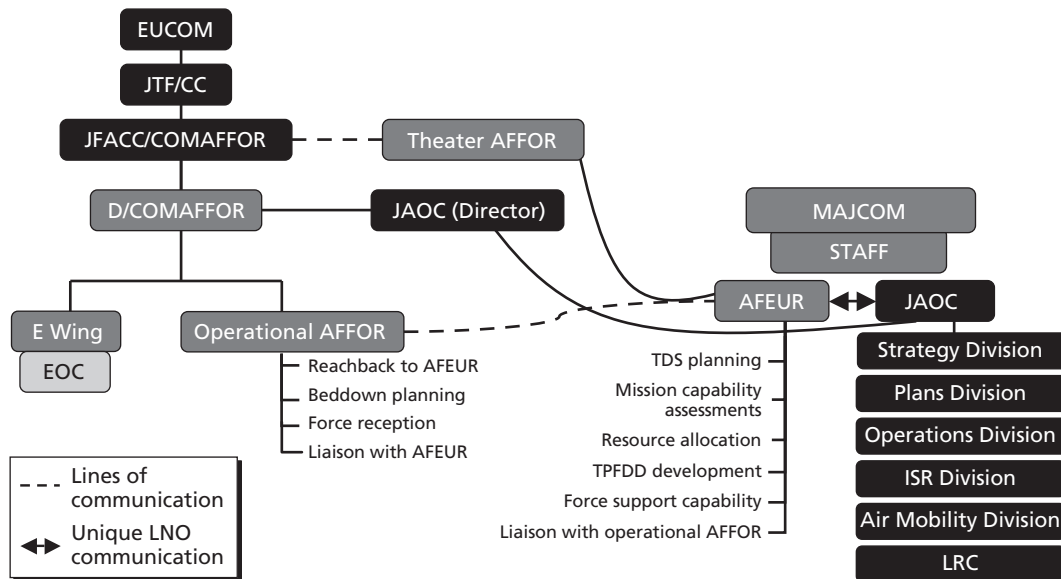 EUCOM
JTF/CC
JFACC/COMAFFOR
Theater AFFOR
D/COMAFFOR
JAOC (Director)
MAJCOM
STAFF
AFEUR
JAOC
E Wing
EOC
Operational AFFOR
Reachback to AFEUR
Beddown planning
Force reception
Liaison with AFEUR
TDS planning
Mission capability
assessments
Resource allocation
TPFDD development
Force support capability
Liaison with operational AFFOR
Strategy Division
Plans Division
Operations Division
ISR Division
Air Mobility Division
LRC
Lines of
communication
Unique LNO
communication